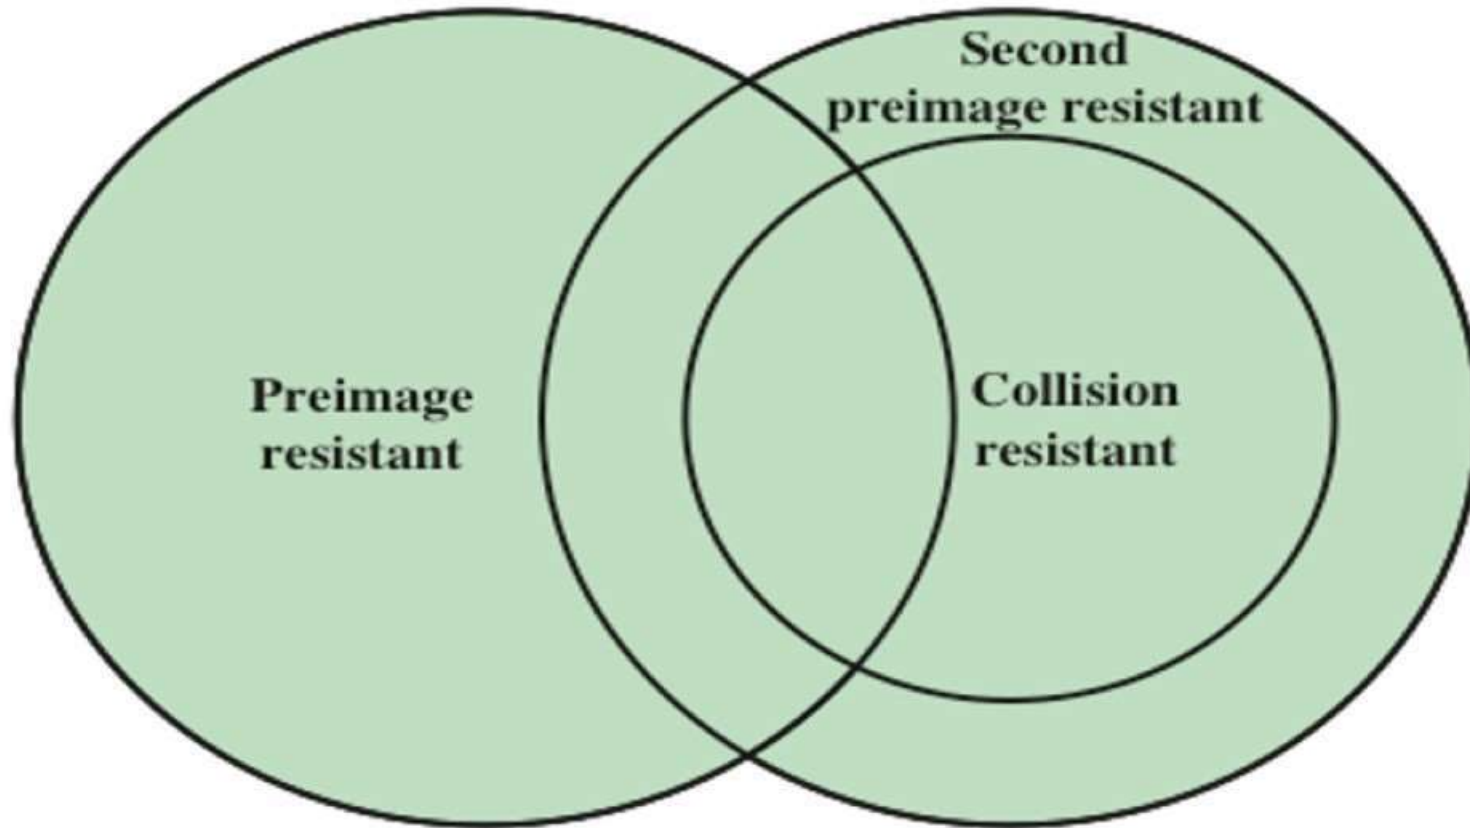 Second
preimage resistant
Preimage
resistant
Collision
resistant